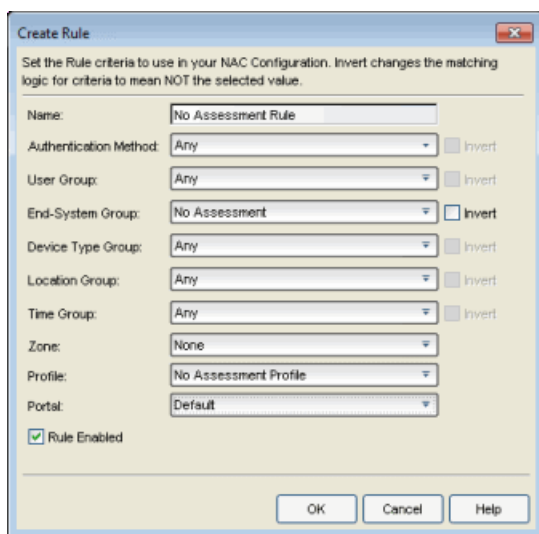 Create Rule
Set the Rule criteria to use in your NAC Configuration. Invert changes the matching
logic for criteria to mean NOT the selected value.
Name: No Assessment Rule
Authentication Method: Any Invert
User Group: Any Invert
End-System Group: No Assessment Invert
Device Type Group: Any Invert
Location Group: Any Invert
Time Group: Any Invert
Zone: None
Profile: No Assessment Profile
Portal: Default
Rule Enabled
OK Cancel Help